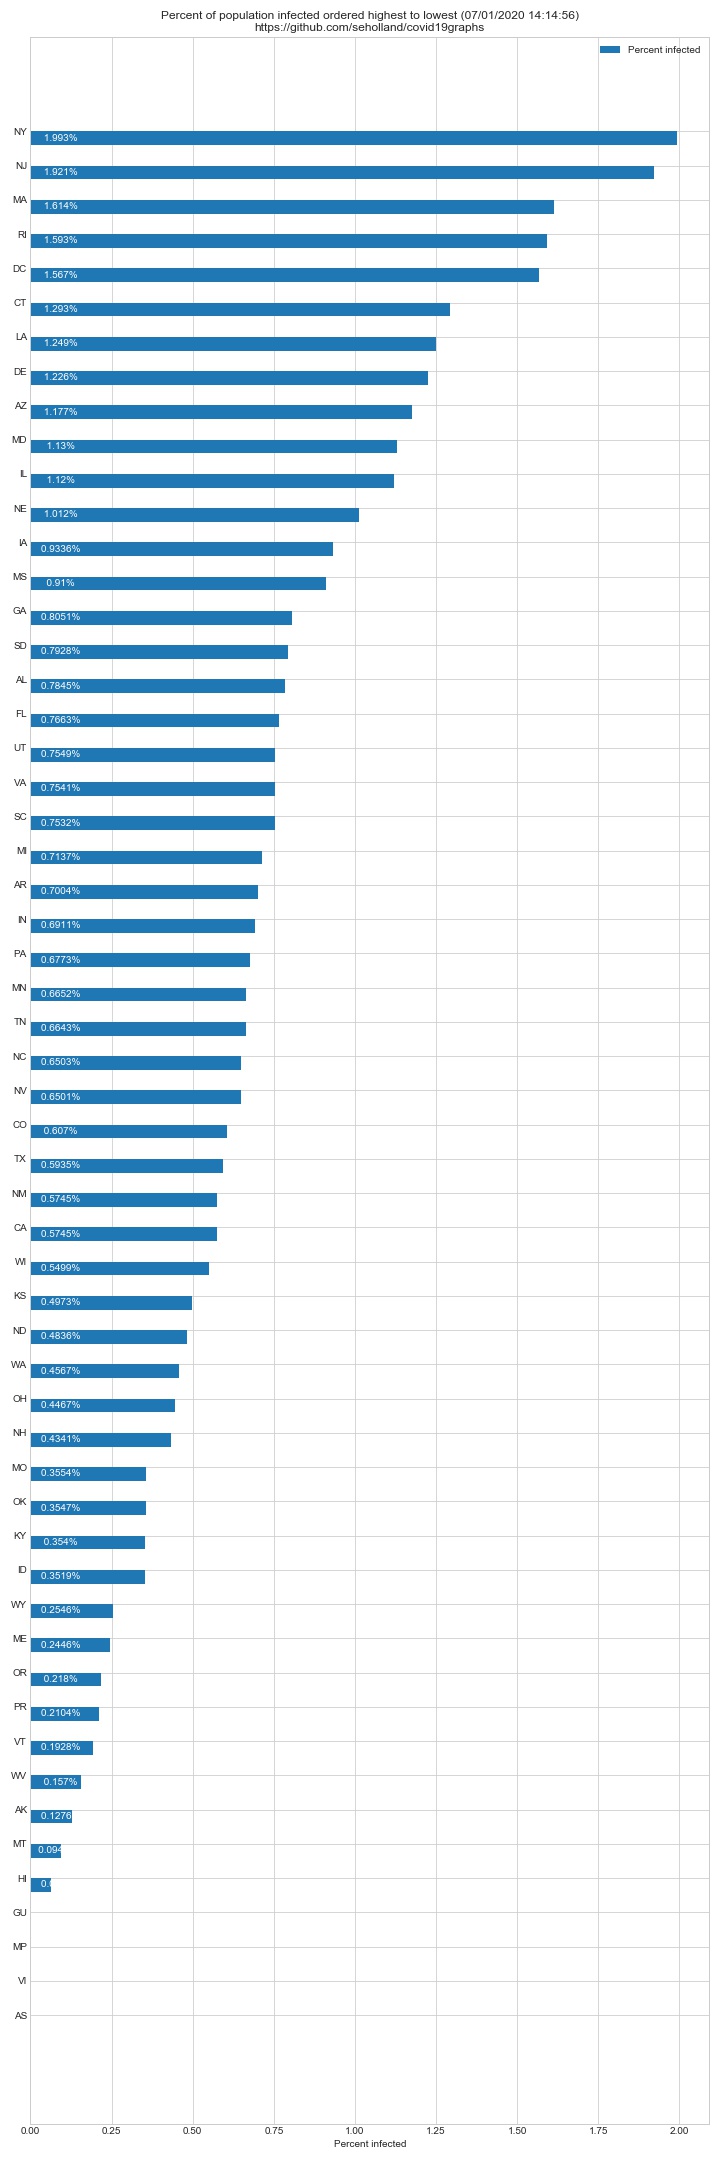 Percent of population infected ordered highest to lowest (07/01/2020 14:14:56)
https://github.com/seholland/covid19graphs
Percent infected
NY 1.993%
NJ 1.921%
MA 1.614%
RI 1.593%
DC 1.567%
CT 1.293%
LA 1.249%
DE 1.226%
AZ 1.177%
MD 1.13%
IL 1.12%
NE 1.012%
IA 0.9336%
MS 0.91%
GA 0.8051%
SD 0.7928%
AL 0.7845%
FL 0.7663%
UT 0.7549%
VA 0.7541%
SC 0.7532%
MI 0.7137%
AR 0.7004%
IN 0.6911%
PA 0.6773%
MN 0.6652%
TN 0.6643%
NC 0.6503%
NV 0.6501%
CO 0.607%
TX 0.5935%
NM 0.5745%
CA 0.5745%
WI 0.5499%
KS 0.4973%
ND 0.4836%
WA 0.4567%
OH 0.4467%
NH 0.4341%
MO 0.3554%
OK 0.3547%
KY 0.354%
ID 0.3519%
WY 0.2546%
ME 0.2446%
OR 0.218%
PR 0.2104%
VT 0.1928%
WV 0.157%
AK 0.1276
MT 0.094
HI
GU
MP
VI
AS
0.00 0.25 0.50 0.75 1.00 1.25 1.50 1.75 2.00
Percent infected